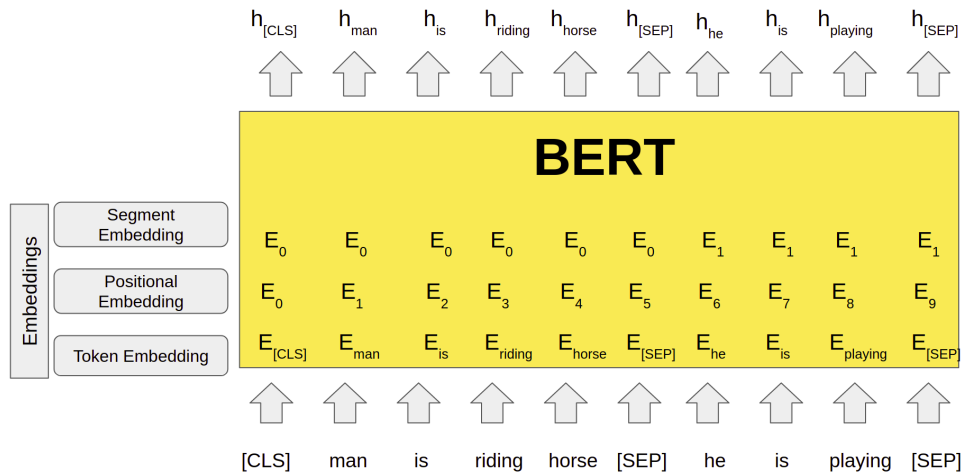 h[CLS] hman his hriding hhorse h[SEP] hhe his hplaying h[SEP]
BERT
Embeddings
Segment
Embedding
E0 E0 E0 E0 E0 E0 E1 E1 E1 E1
Positional
Embedding
E0 E1 E2 E3 E4 E5 E6 E7 E8 E9
Token Embedding
E[CLS] Eman Eis Eriding Ehorse E[SEP] Ehe Eis Eplaying E[SEP]
[CLS] man is riding horse [SEP] he is playing [SEP]